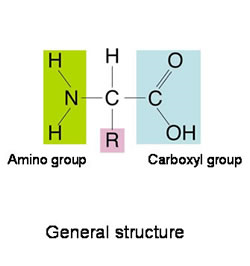 H H O
N C C
H R OH
Amino group Carboxyl group
General structure